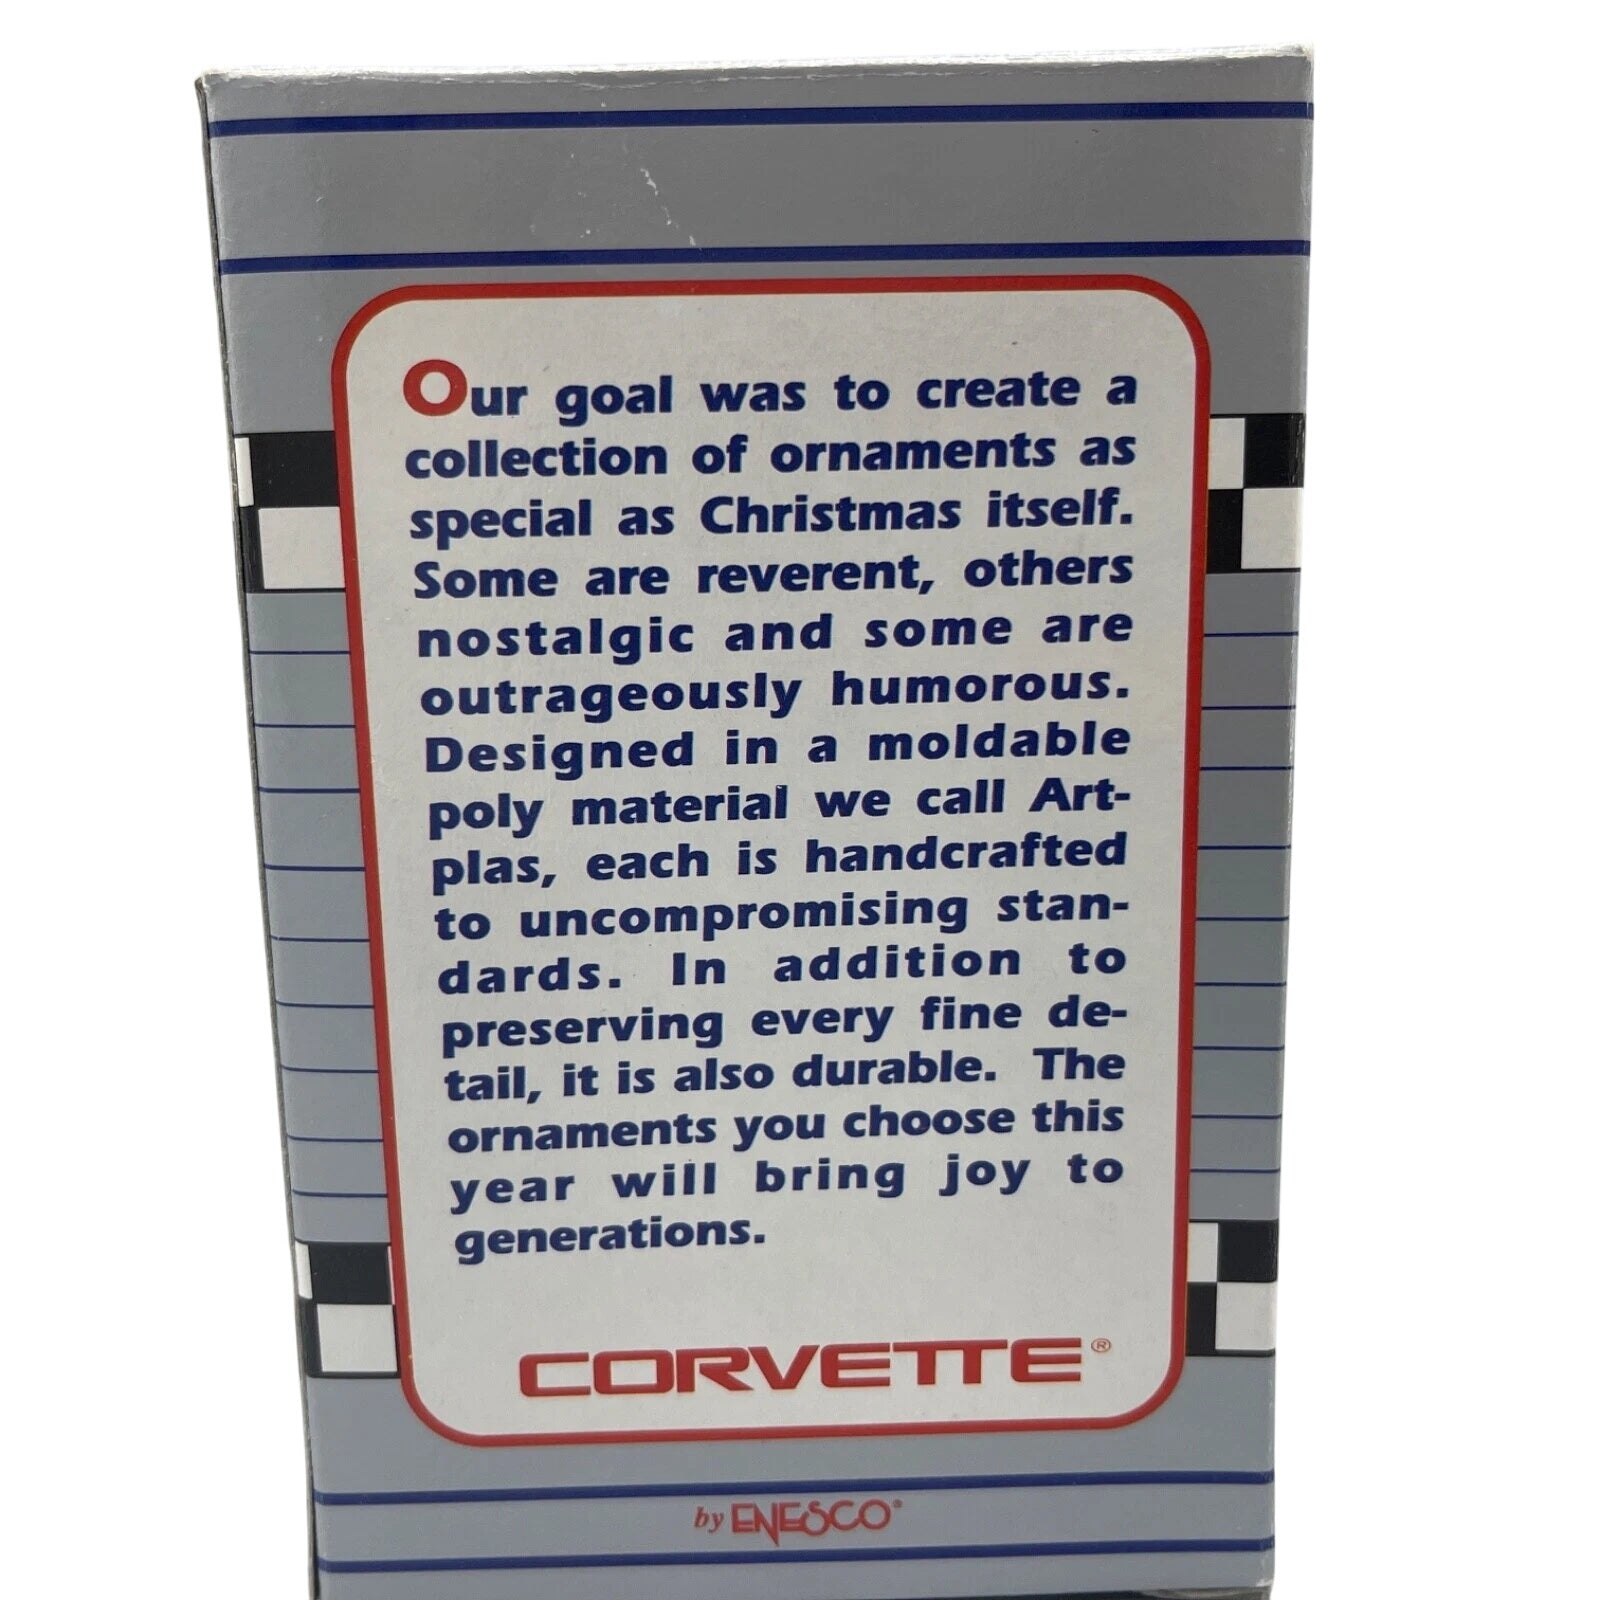 Our goal was to create a
collection of ornaments as
special as Christmas itself.
Some are reverent, others
nostalgic and some are
outrageously humorous.
Designed in a moldable
poly material we call Art-
plas, each is handcrafted
to uncompromising stan-
dards. In addition to
preserving every fine de-
tail, it is also durable. The
ornaments you choose this
year will bring joy to
generations.
CORVETTE®
by ENESCO®